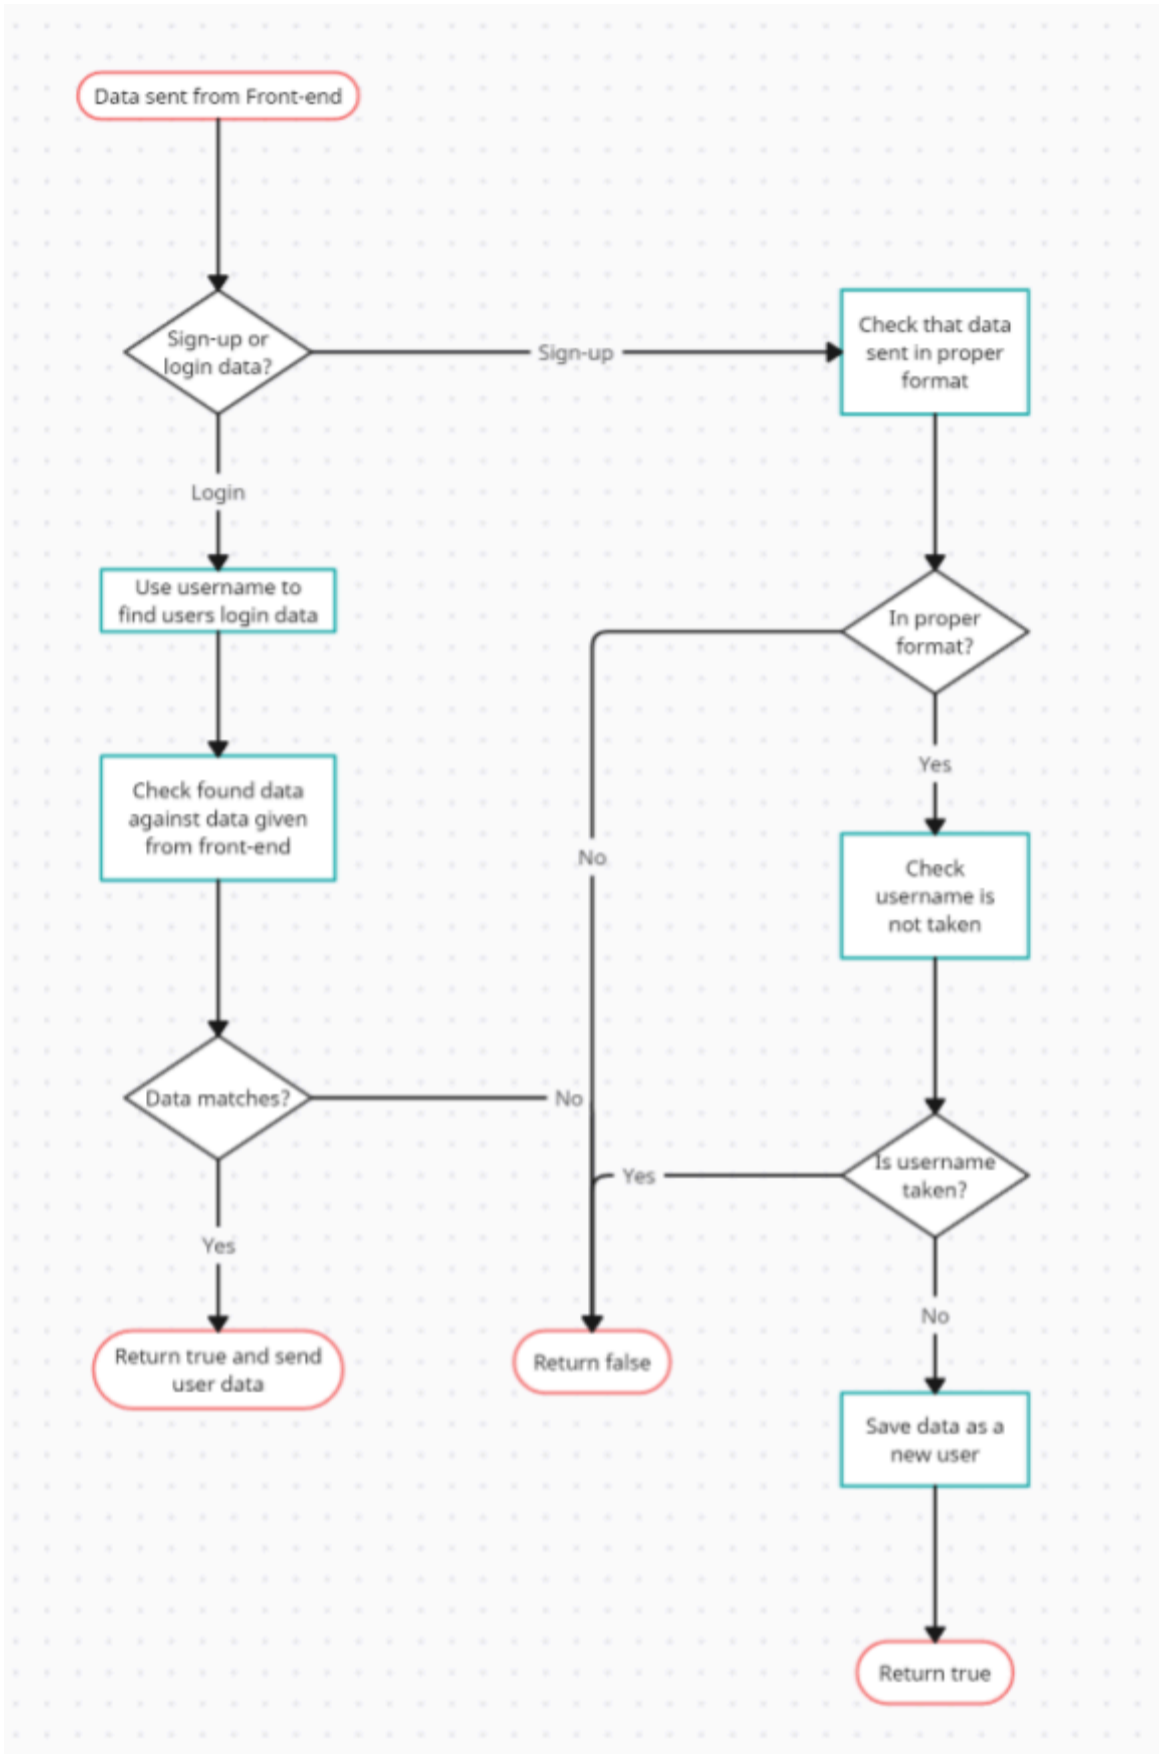 Data sent from Front-end
Sign-up or
login data?
Sign-up
Check that data
sent in proper
format
Login
Use username to
find users login data
In proper
format?
Yes
Check found data
against data given
from front-end
No
Check
username is
not taken
Data matches?
No
Is username
taken?
Yes
Yes
No
Return true and send
user data
Return false
Save data as a
new user
Return true